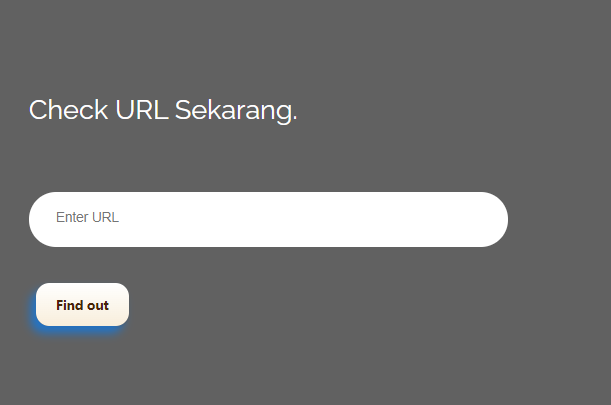 Check URL Sekarang.
Enter URL
Find out